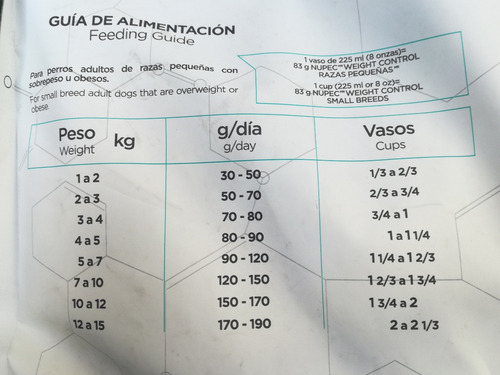 GUÍA DE ALIMENTACIÓN
Feeding Guide
Para perros adultos de razas pequeñas con
sobrepeso u obesos.
For small breed adult dogs that are overweight or
obese.
1 vaso de 225 ml (8 onzas)=
83 g NUPEC™WEIGHT CONTROL
RAZAS PEQUEÑAS™
1 cup (225 ml or 8 oz)=
83 g NUPEC™WEIGHT CONTROL
SMALL BREEDS
Peso kg g/día Vasos
Weight g/day Cups
1 a 2 30 - 50 1/3 a 2/3
2 a 3 50 - 70 2/3 a 3/4
3 a 4 70 - 80 3/4 a 1
4 a 5 80 - 90 1 a 1 1/4
5 a 7 90 - 120 1 1/4 a 1 2/3
7 a 10 120 - 150 1 2/3 a 1 3/4
10 a 12 150 - 170 1 3/4 a 2
12 a 15 170 - 190 2 a 2 1/3